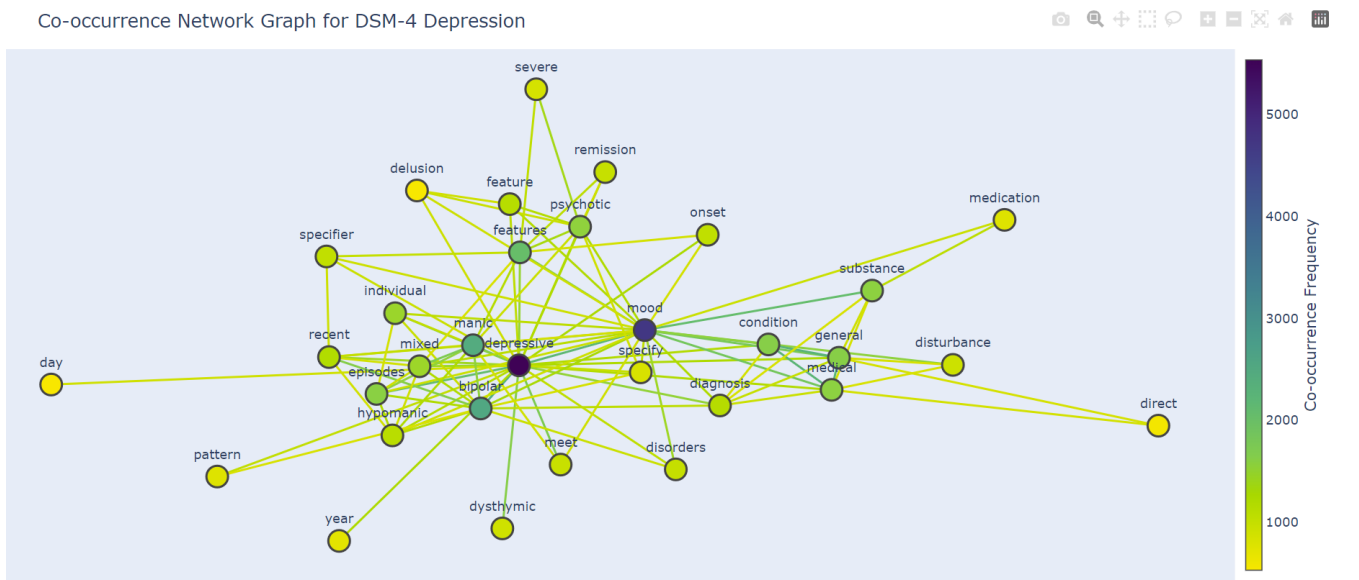 Co-occurrence Network Graph for DSM-4 Depression
severe
remission
delusion
feature
psychotic
medication
onset
features
specifier
substance
individual
mood
manic
condition
recent
mixed
depressive
general
disturbance
specify
day
episodes
medical
bipolar
diagnosis
hypomanic
direct
meet
disorders
pattern
dysthymic
year
5000
4000
3000
2000
1000
Co-occurrence Frequency